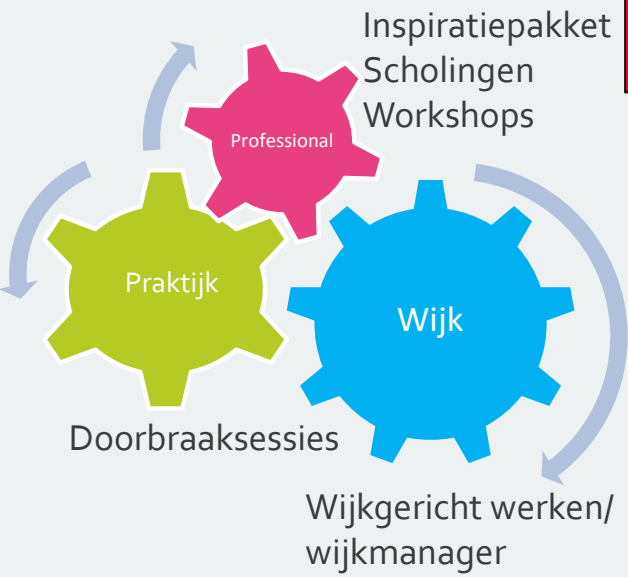 Inspiratiepakket
Scholingen
Workshops
Professional
Praktijk
Wijk
Doorbraaksessies
Wijkgericht werken/
wijkmanager